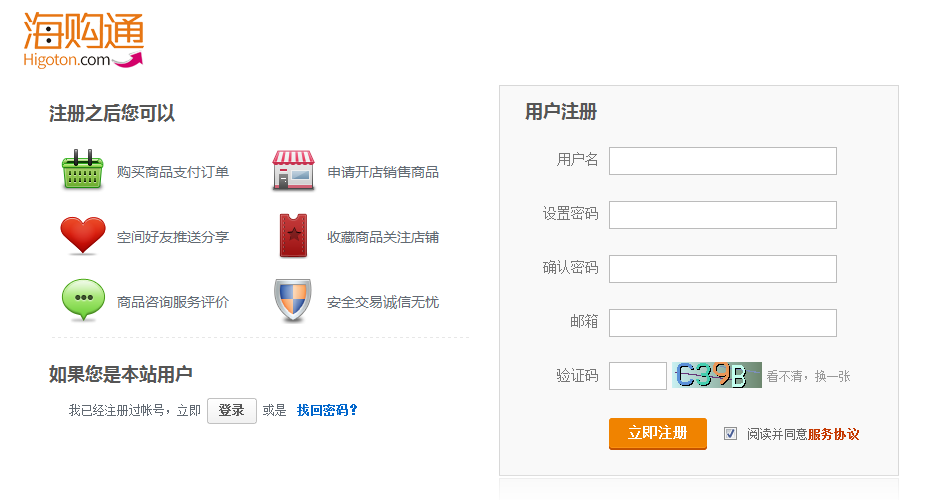 海购通
Higoton.com
注册之后您可以
购买商品支付订单
申请开店销售商品
空间好友推送分享
收藏商品关注店铺
商品咨询服务评价
安全交易诚信无忧
如果您是本站用户
我已经注册过帐号，立即 登录 或是 找回密码？
用户注册
用户名
设置密码
确认密码
邮箱
验证码 C39B 看不清，换一张
立即注册 阅读并同意服务协议